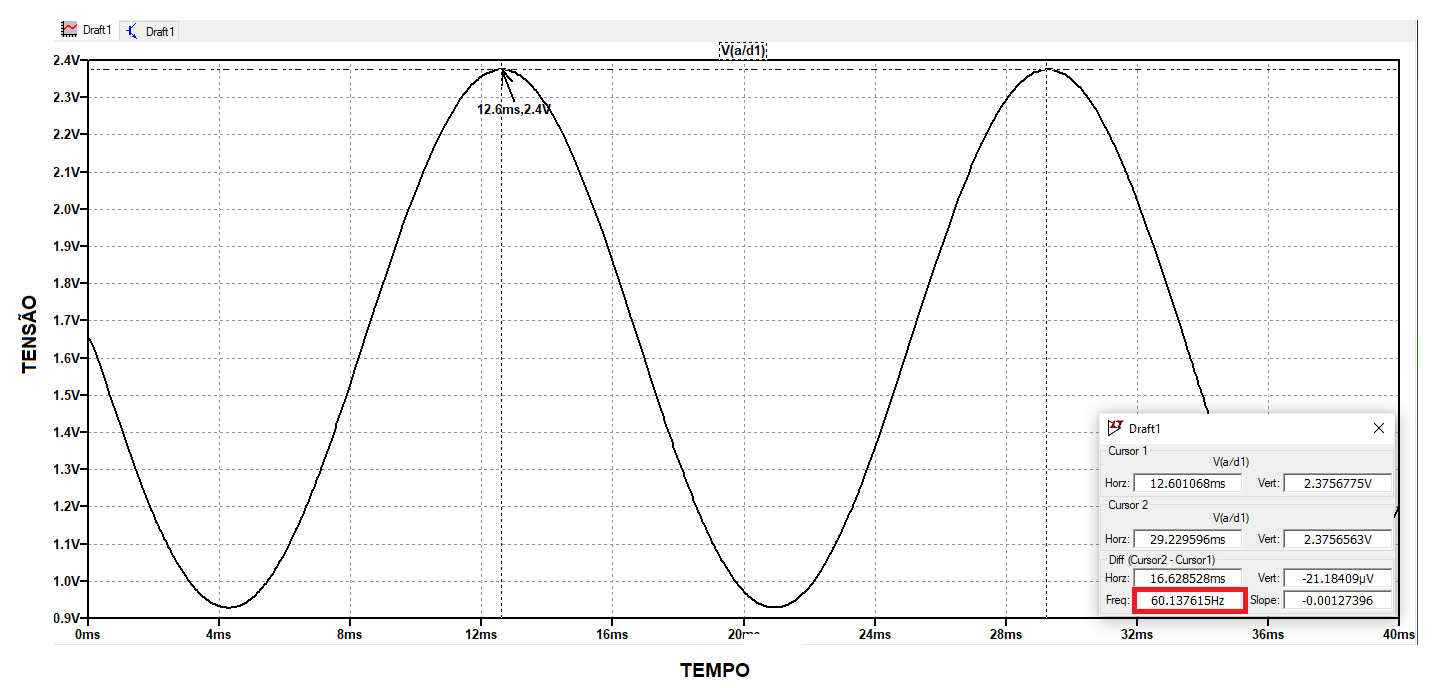 Draft1 Draft1
V(a/d1)
2.4V
2.3V
12.6ms,2.4V
2.2V
2.1V
2.0V
1.9V
1.8V
1.7V
TENSÃO
1.6V
1.5V
1.4V
1.3V
1.2V
1.1V
1.0V
0.9V
Draft1
Cursor 1
V(a/d1)
Horz: 12.601068ms Vert: 2.3756775V
Cursor 2
V(a/d1)
Horz: 29.229596ms Vert: 2.3756563V
Diff (Cursor2 - Cursor1)
Horz: 16.628528ms Vert: -21.18409µV
Freq: 60.137615Hz Slope: -0.00127396
0ms 4ms 8ms 12ms 16ms 24ms 28ms 32ms 36ms 40ms
TEMPO